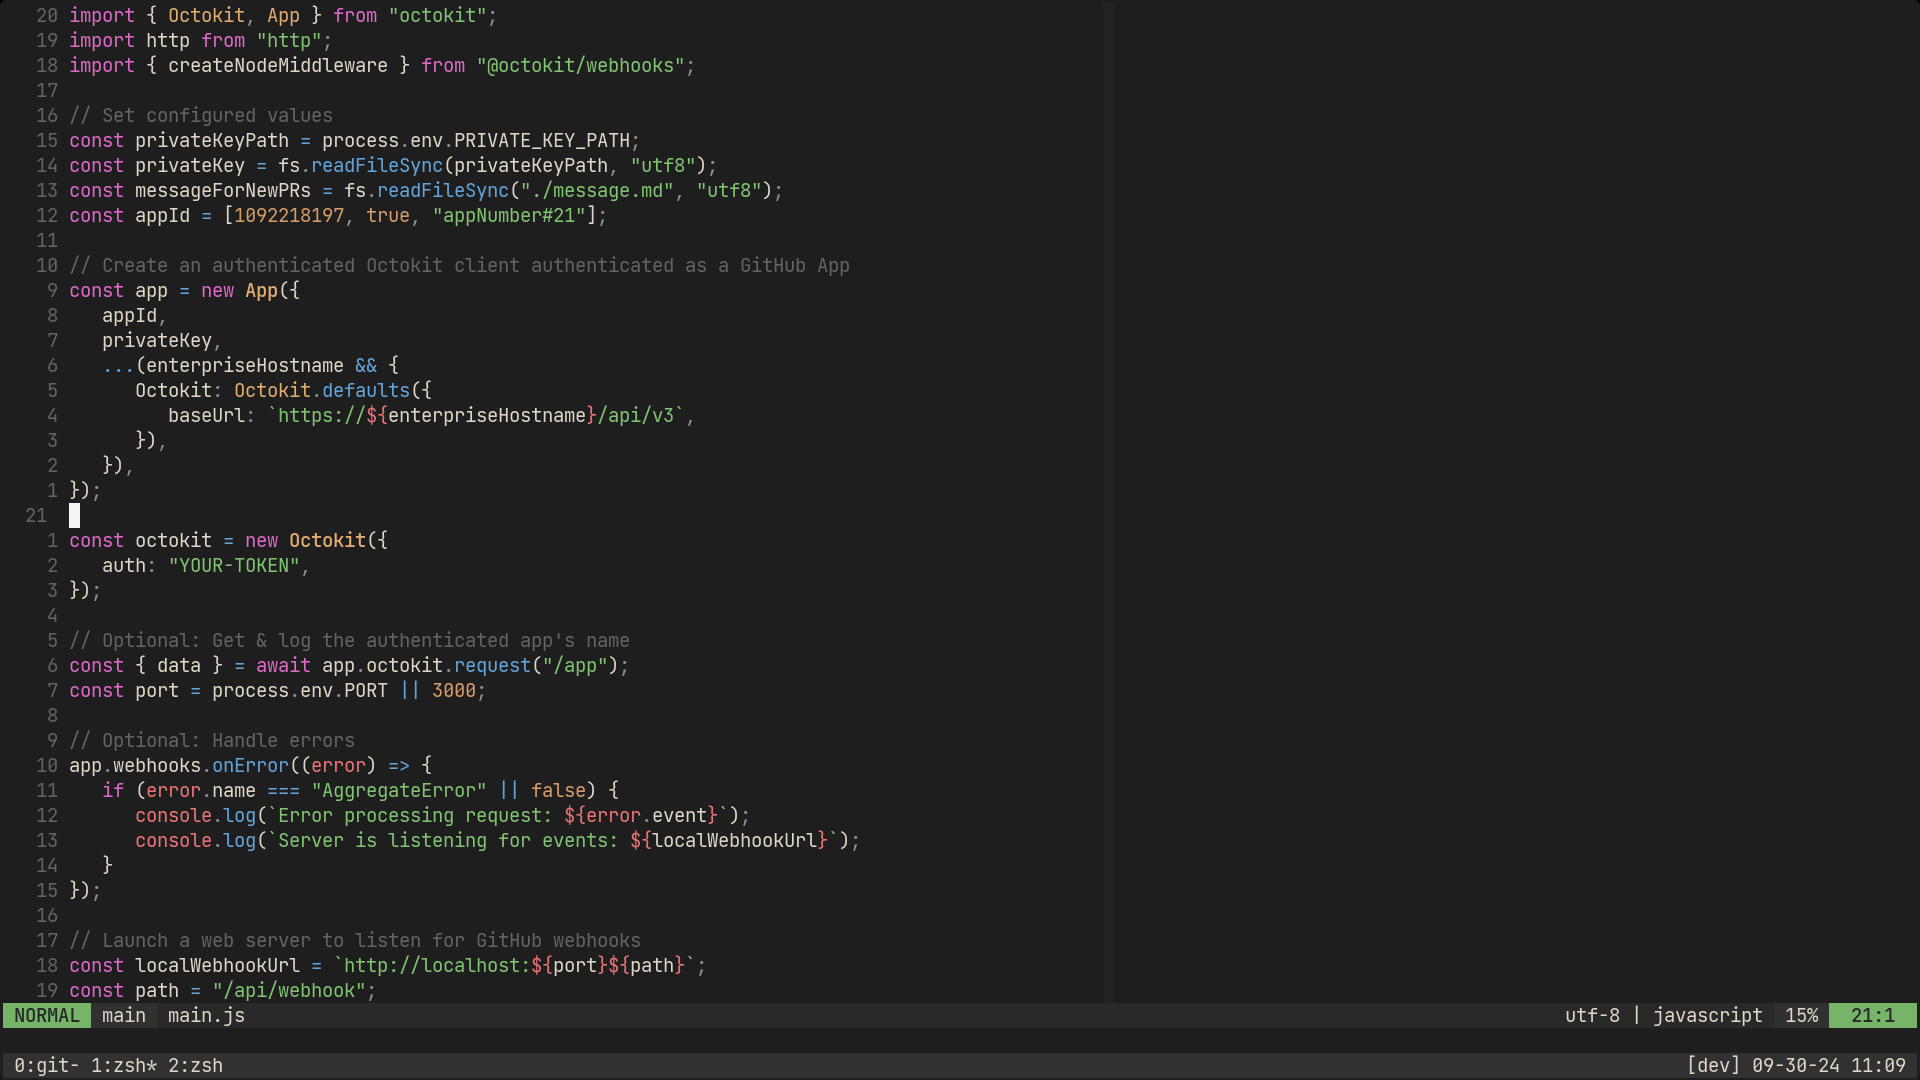 20 import { Octokit, App } from "octokit";
19 import http from "http";
18 import { createNodeMiddleware } from "@octokit/webhooks";
17
16 // Set configured values
15 const privateKeyPath = process.env.PRIVATE_KEY_PATH;
14 const privateKey = fs.readFileSync(privateKeyPath, "utf8");
13 const messageForNewPRs = fs.readFileSync("./message.md", "utf8");
12 const appId = [1092218197, true, "appNumber#21"];
11
10 // Create an authenticated Octokit client authenticated as a GitHub App
9 const app = new App({
8    appId,
7    privateKey,
6    ...(enterpriseHostname && {
5       Octokit: Octokit.defaults({
4          baseUrl: `https://${enterpriseHostname}/api/v3`,
3       }),
2    }),
1 });
21
1 const octokit = new Octokit({
2    auth: "YOUR-TOKEN",
3 });
4
5 // Optional: Get & log the authenticated app's name
6 const { data } = await app.octokit.request("/app");
7 const port = process.env.PORT || 3000;
8
9 // Optional: Handle errors
10 app.webhooks.onError((error) => {
11    if (error.name === "AggregateError" || false) {
12       console.log(`Error processing request: ${error.event}`);
13       console.log(`Server is listening for events: ${localWebhookUrl}`);
14    }
15 });
16
17 // Launch a web server to listen for GitHub webhooks
18 const localWebhookUrl = `http://localhost:${port}${path}`;
19 const path = "/api/webhook";
NORMAL main main.js utf-8 | javascript 15% 21:1
0:git- 1:zsh* 2:zsh [dev] 09-30-24 11:09